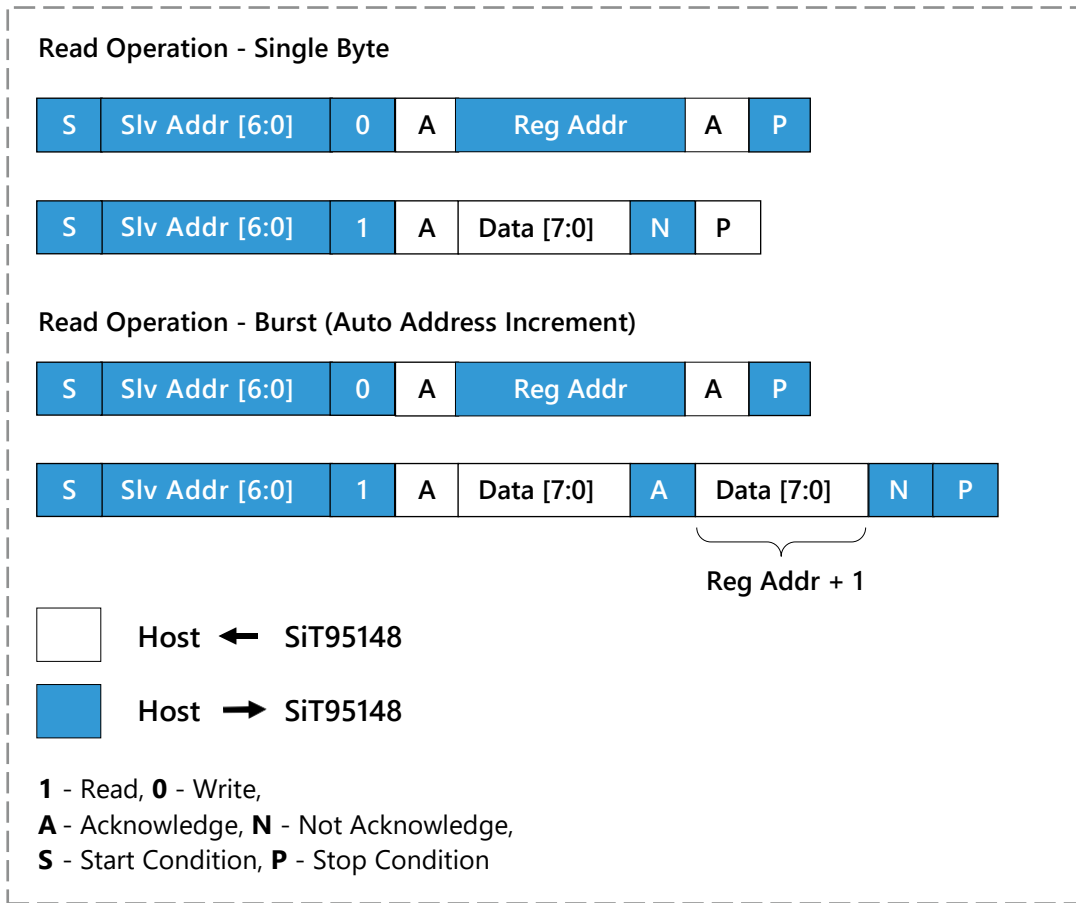 Read Operation - Single Byte
S Slv Addr [6:0] 0 A Reg Addr A P
S Slv Addr [6:0] 1 A Data [7:0] N P
Read Operation - Burst (Auto Address Increment)
S Slv Addr [6:0] 0 A Reg Addr A P
S Slv Addr [6:0] 1 A Data [7:0] A Data [7:0] N P
Reg Addr + 1
Host ← SiT95148
Host → SiT95148
1 - Read, 0 - Write,
A - Acknowledge, N - Not Acknowledge,
S - Start Condition, P - Stop Condition